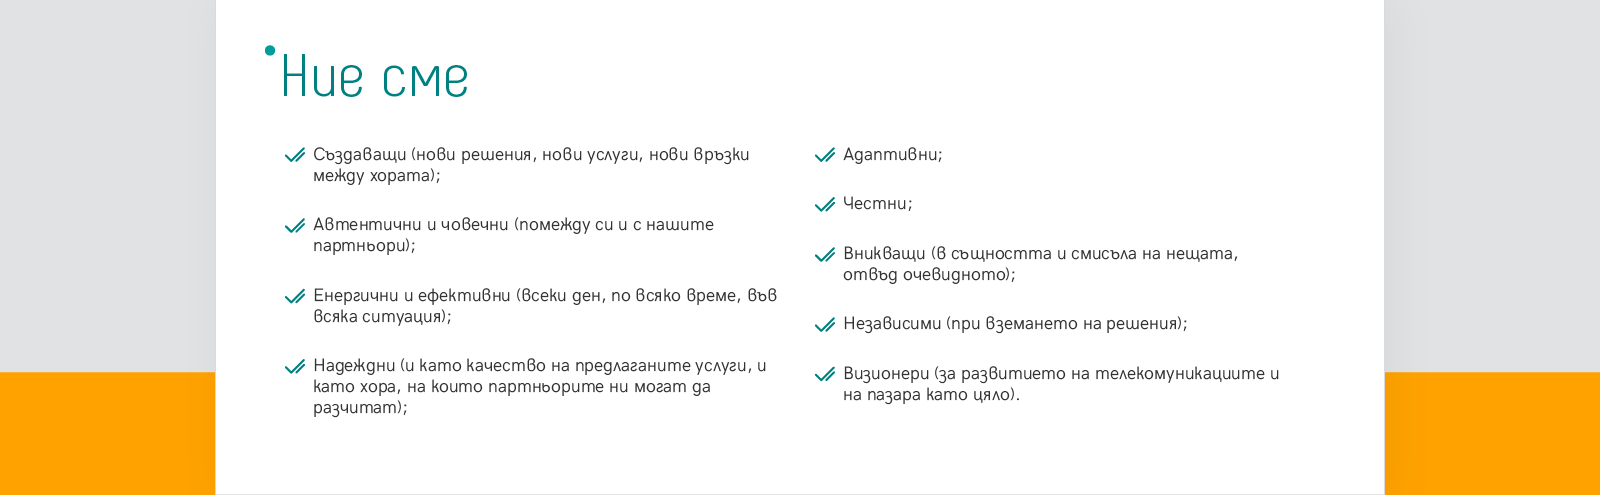 Ние сме
Създаващи (нови решения, нови услуги, нови връзки
между хората);
Автентични и човечни (помежду си и с нашите
партньори);
Енергични и ефективни (всеки ден, по всяко време, във
всяка ситуация);
Надеждни (и като качество на предлаганите услуги, и
като хора, на които партньорите ни могат да
разчитат);
Адаптивни;
Честни;
Вникващи (в същността и смисъла на нещата,
отвъд очевидното);
Независими (при вземането на решения);
Визионери (за развитието на телекомуникациите и
на пазара като цяло).